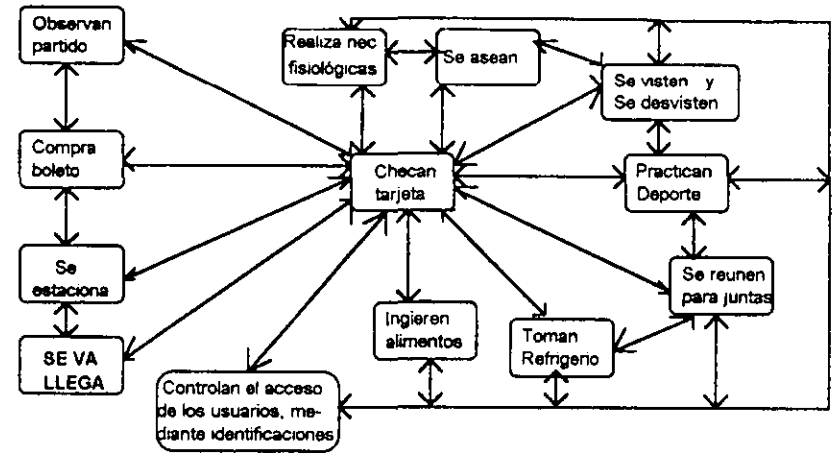 Observan
partido
Realiza nec
fisiológicas
Se asean
Se visten y
Se desvisten
Compra
boleto
Checan
tarjeta
Practican
Deporte
Se
estaciona
Se reunen
para juntas
Ingieren
alimentos
Toman
Refrigerio
SE VA
LLEGA
Controlan el acceso
de los usuarios, me-
diante identificaciones